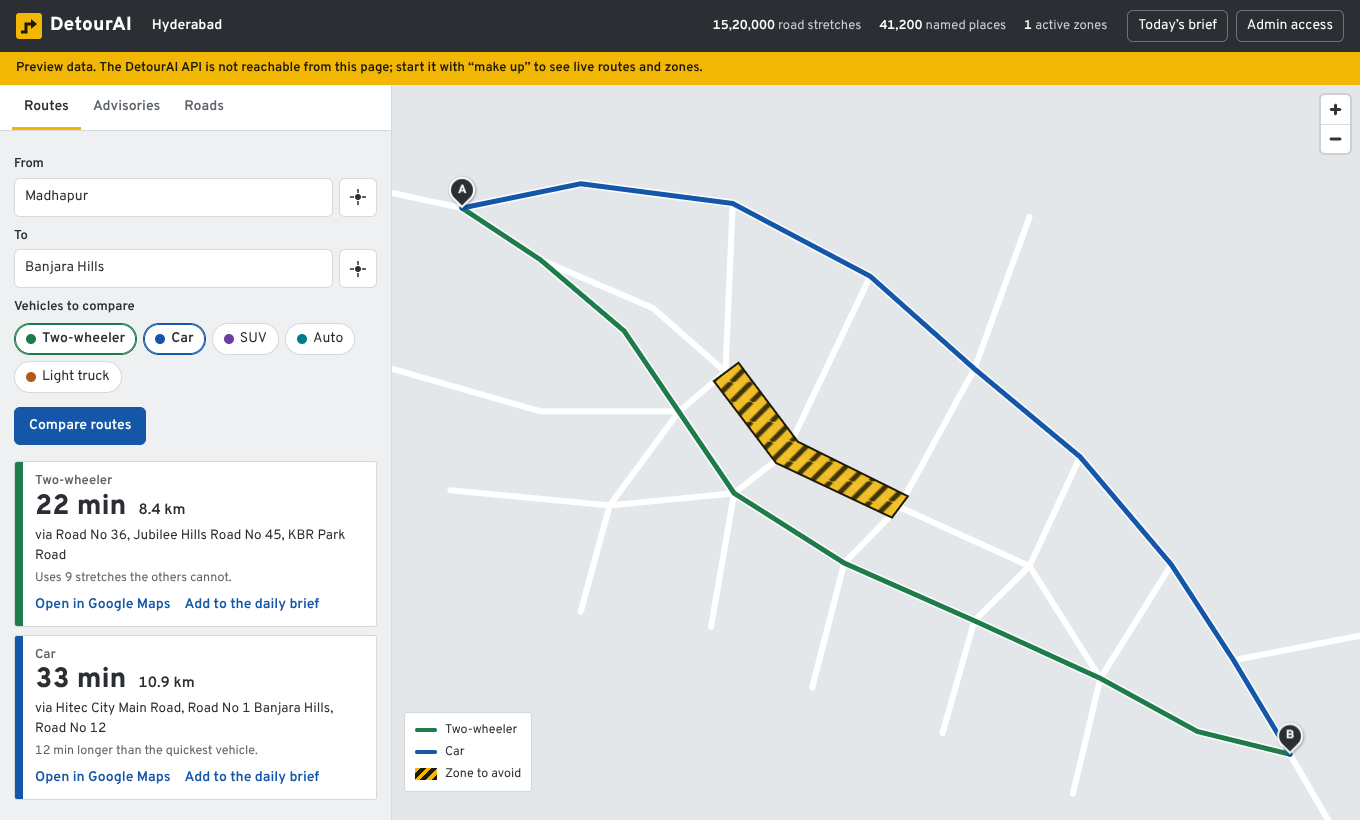 DetourAI Hyderabad 15,20,000 road stretches 41,200 named places 1 active zones Today's brief Admin access
Preview data. The DetourAI API is not reachable from this page; start it with “make up” to see live routes and zones.
Routes Advisories Roads
From
Madhapur
To
Banjara Hills
Vehicles to compare
Two-wheeler Car SUV Auto
Light truck
Compare routes
Two-wheeler
22 min 8.4 km
via Road No 36, Jubilee Hills Road No 45, KBR Park
Road
Uses 9 stretches the others cannot.
Open in Google Maps Add to the daily brief
Car
33 min 10.9 km
via Hitec City Main Road, Road No 1 Banjara Hills,
Road No 12
12 min longer than the quickest vehicle.
Open in Google Maps Add to the daily brief
A
B
+
−
Two-wheeler
Car
Zone to avoid